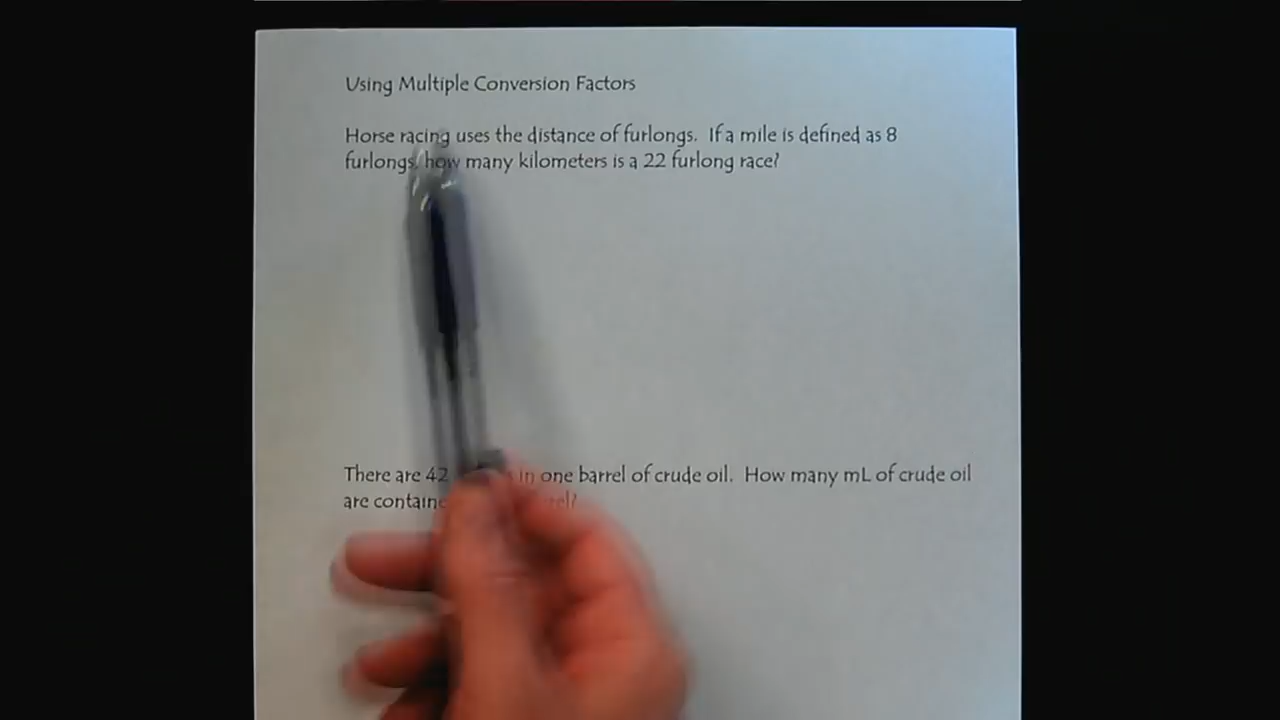 Using Multiple Conversion Factors
Horse racing uses the distance of furlongs. If a mile is defined as 8
furlongs, how many kilometers is a 22 furlong race?
There are 42 in one barrel of crude oil. How many mL of crude oil
are